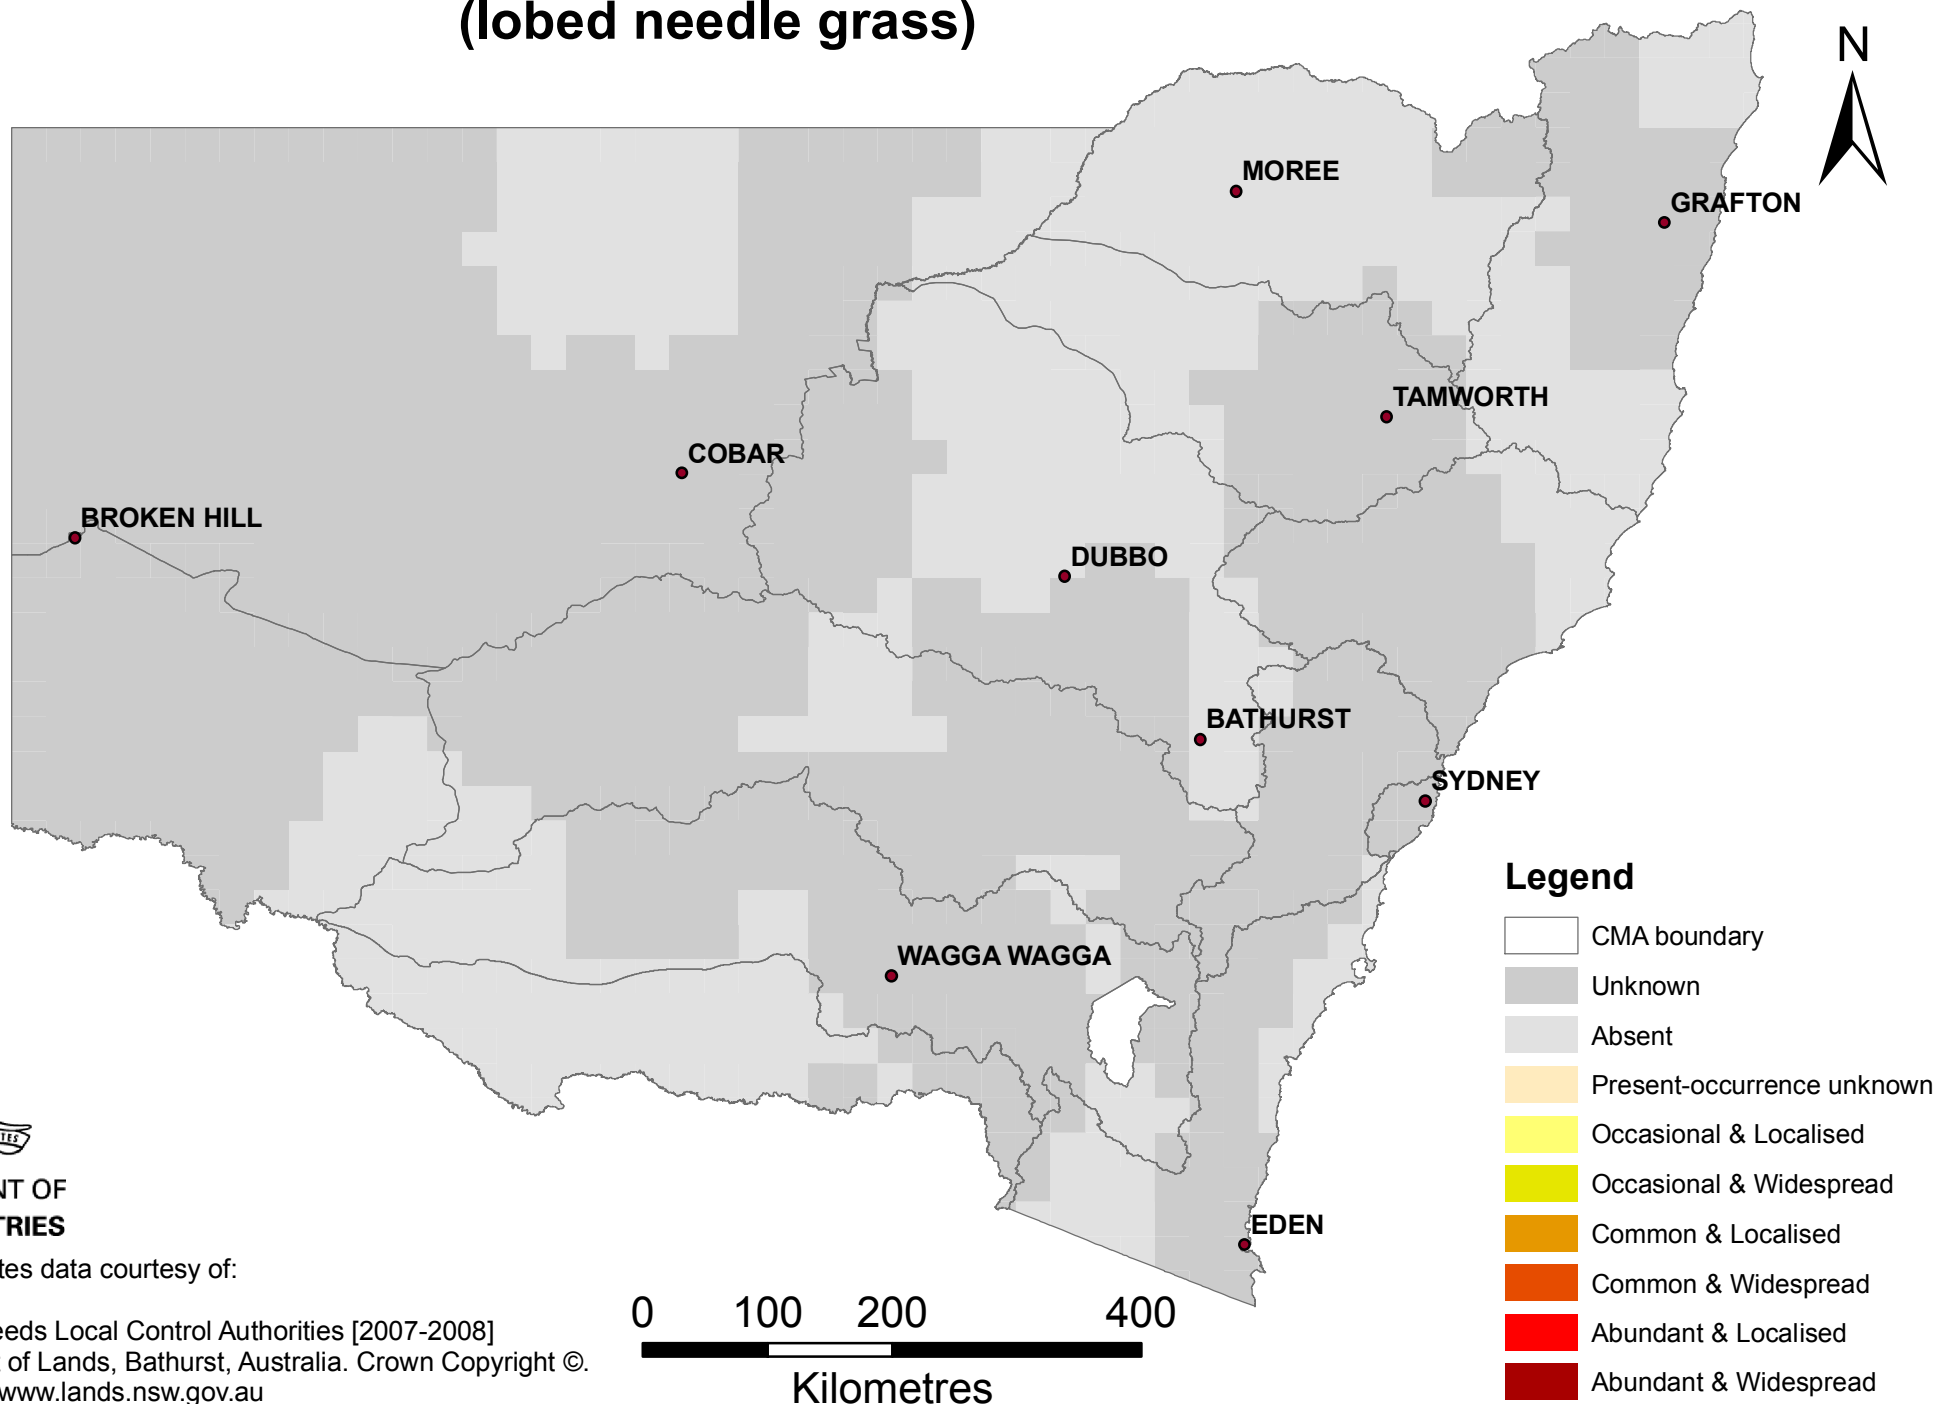 (lobed needle grass)
N
MOREE
GRAFTON
TAMWORTH
COBAR
BROKEN HILL
DUBBO
BATHURST
SYDNEY
WAGGA WAGGA
EDEN
Legend
CMA boundary
Unknown
Absent
Present-occurrence unknown
Occasional & Localised
Occasional & Widespread
Common & Localised
Common & Widespread
Abundant & Localised
Abundant & Widespread
TES
NT OF
TRIES
tes data courtesy of:
eeds Local Control Authorities [2007-2008]
t of Lands, Bathurst, Australia. Crown Copyright ©.
www.lands.nsw.gov.au
0 100 200 400
Kilometres